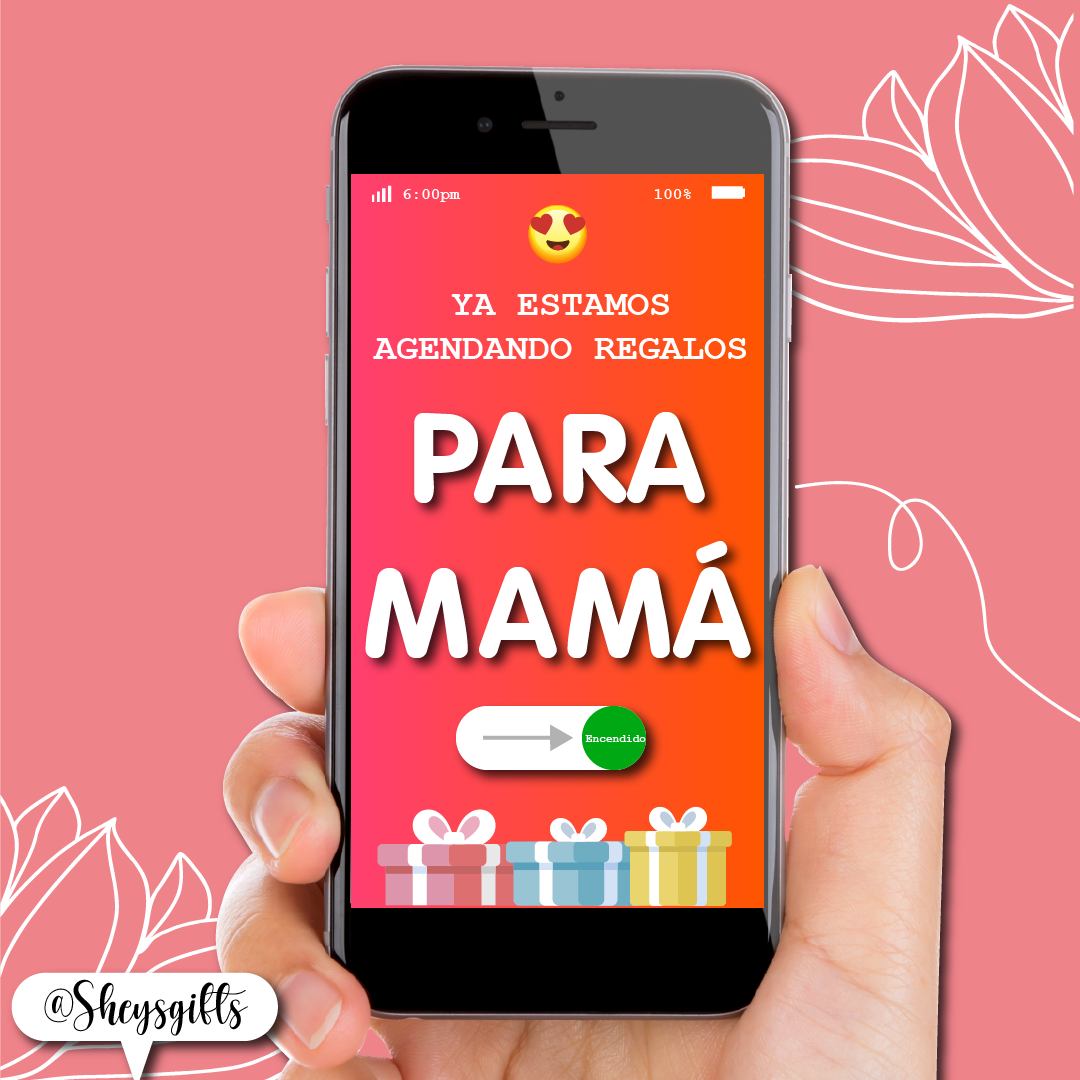 6:00pm 100%
YA ESTAMOS
AGENDANDO REGALOS
PARA
MAMÁ
Encendido
@Sheysgifts